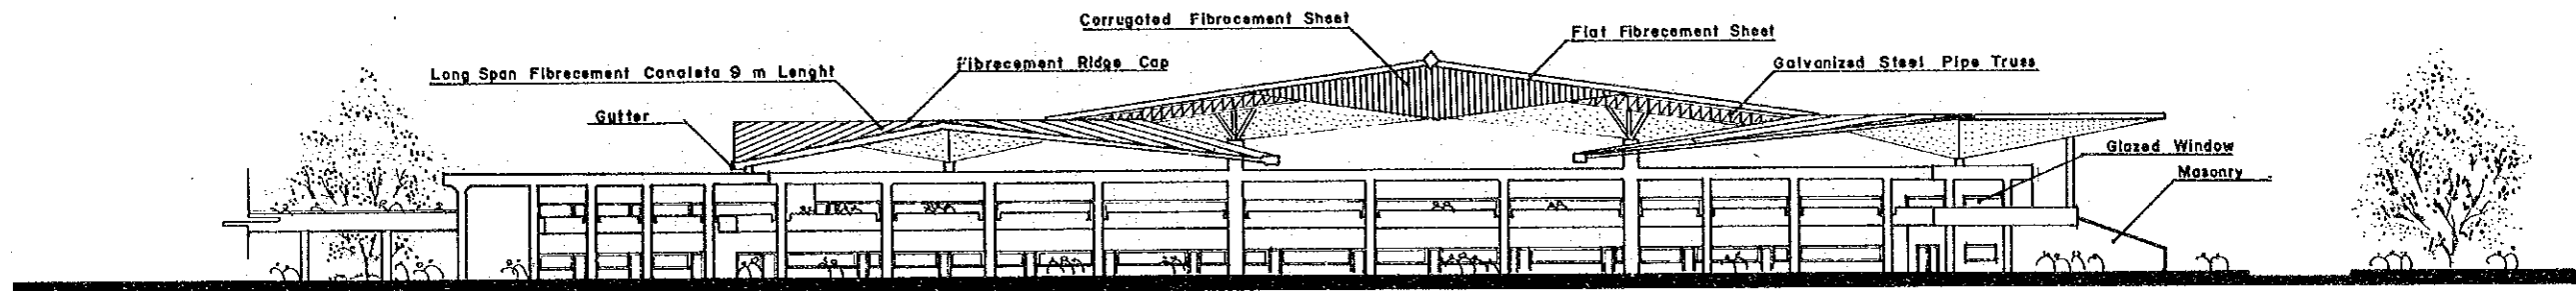 Corrugated Fibrocement Sheet
Flat Fibrecement Sheet
Long Span Fibrecement Canaleta 9 m Lenght
Fibrecement Ridge Cap
Galvanized Steel Pipe Truss
Gutter
Glazed Window
Masonry